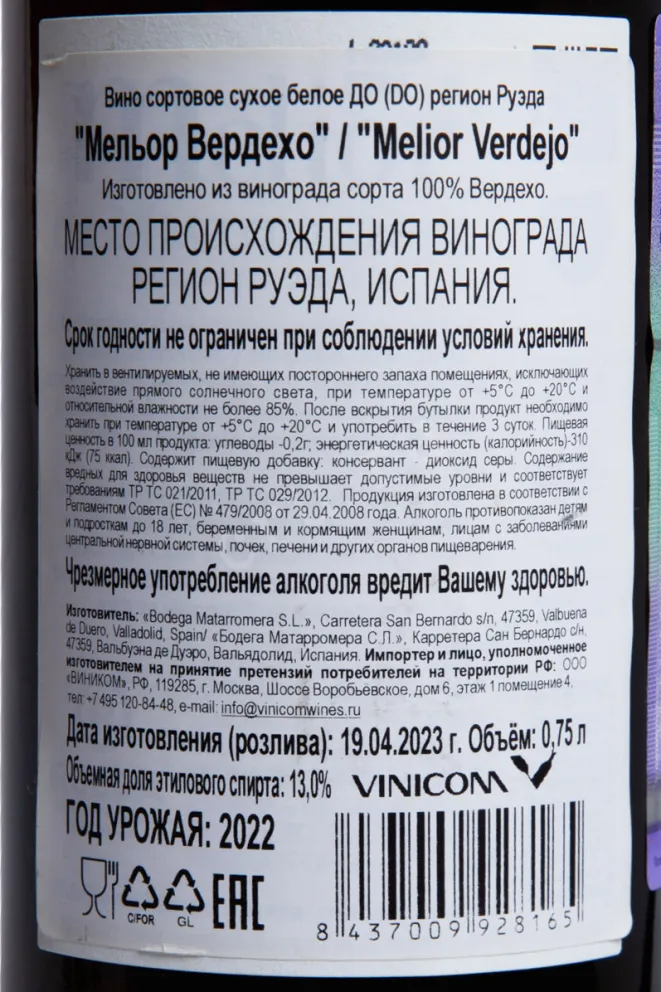 Вино сортовое сухое белое ДО (DO) регион Руэда
"Мельор Вердехо" / "Melior Verdejo"
Изготовлено из винограда сорта 100% Вердехо.
МЕСТО ПРОИСХОЖДЕНИЯ ВИНОГРАДА
РЕГИОН РУЭДА, ИСПАНИЯ.
Срок годности не ограничен при соблюдении условий хранения.
Хранить в вентилируемых, не имеющих постороннего запаха помещениях, исключающих
воздействие прямого солнечного света, при температуре от +5°С до +20°С и
относительной влажности не более 85%. После вскрытия бутылки продукт необходимо
хранить при температуре от +5°С до +20°С и употребить в течение 3 суток. Пищевая
ценность в 100 мл продукта: углеводы -0,2г; энергетическая ценность (калорийность)-310
кДж (75 ккал). Содержит пищевую добавку: консервант - диоксид серы. Содержание
вредных для здоровья веществ не превышает допустимые уровни и соответствует
требованиям ТР ТС 021/2011, ТР ТС 029/2012. Продукция изготовлена в соответствии с
Регламентом Совета (ЕС) № 479/2008 от 29.04.2008 года. Алкоголь противопоказан детям
и подросткам до 18 лет, беременным и кормящим женщинам, лицам с заболеваниями
центральной нервной системы, почек, печени и других органов пищеварения.
Чрезмерное употребление алкоголя вредит Вашему здоровью.
Изготовитель: «Bodega Matarromera S.L.», Carretera San Bernardo s/n, 47359, Valbuena
de Duero, Valladolid, Spain/ «Бодега Матарромера С.Л.», Карретера Сан Бернардо с/н,
47359, Вальбуэна де Дуэро, Вальядолид, Испания. Импортер и лицо, уполномоченное
изготовителем на принятие претензий потребителей на территории РФ: ООО
«ВИНИКОМ», РФ, 119285, г. Москва, Шоссе Воробьёвское, дом 6, этаж 1 помещение 4,
тел: +7 495 120-84-48, e-mail: info@vinicomwines.ru
Дата изготовления (розлива): 19.04.2023 г. Объём: 0,75 л
Объемная доля этилового спирта: 13,0% VINICOM
ГОД УРОЖАЯ: 2022
C/FOR GL EAC
8 437009 928165